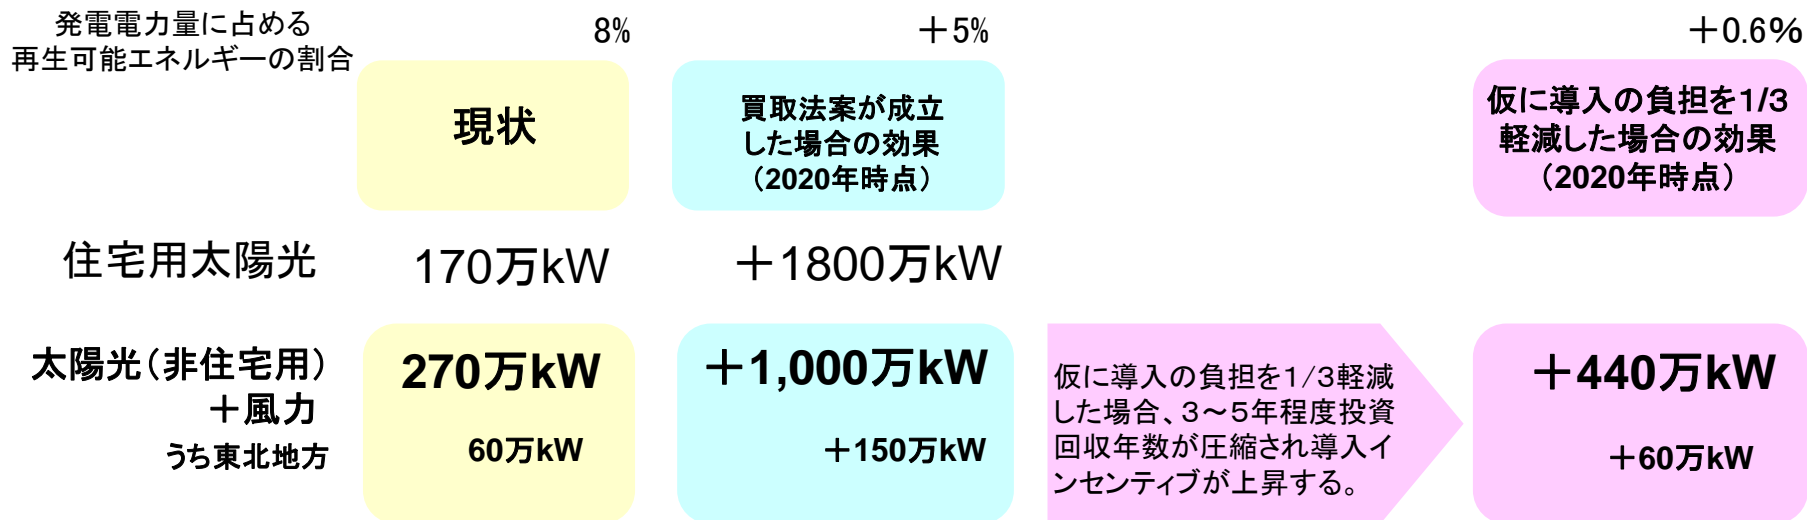 発電電力量に占める
再生可能エネルギーの割合
8%
＋5%
＋0.6%
現状
買取法案が成立
した場合の効果
（2020年時点）
仮に導入の負担を1/3
軽減した場合の効果
（2020年時点）
住宅用太陽光
170万kW
＋1800万kW
太陽光（非住宅用）
＋風力
うち東北地方
270万kW
60万kW
＋1,000万kW
＋150万kW
仮に導入の負担を１/３軽減
した場合、３～５年程度投資
回収年数が圧縮され導入イ
ンセンティブが上昇する。
＋440万kW
＋60万kW